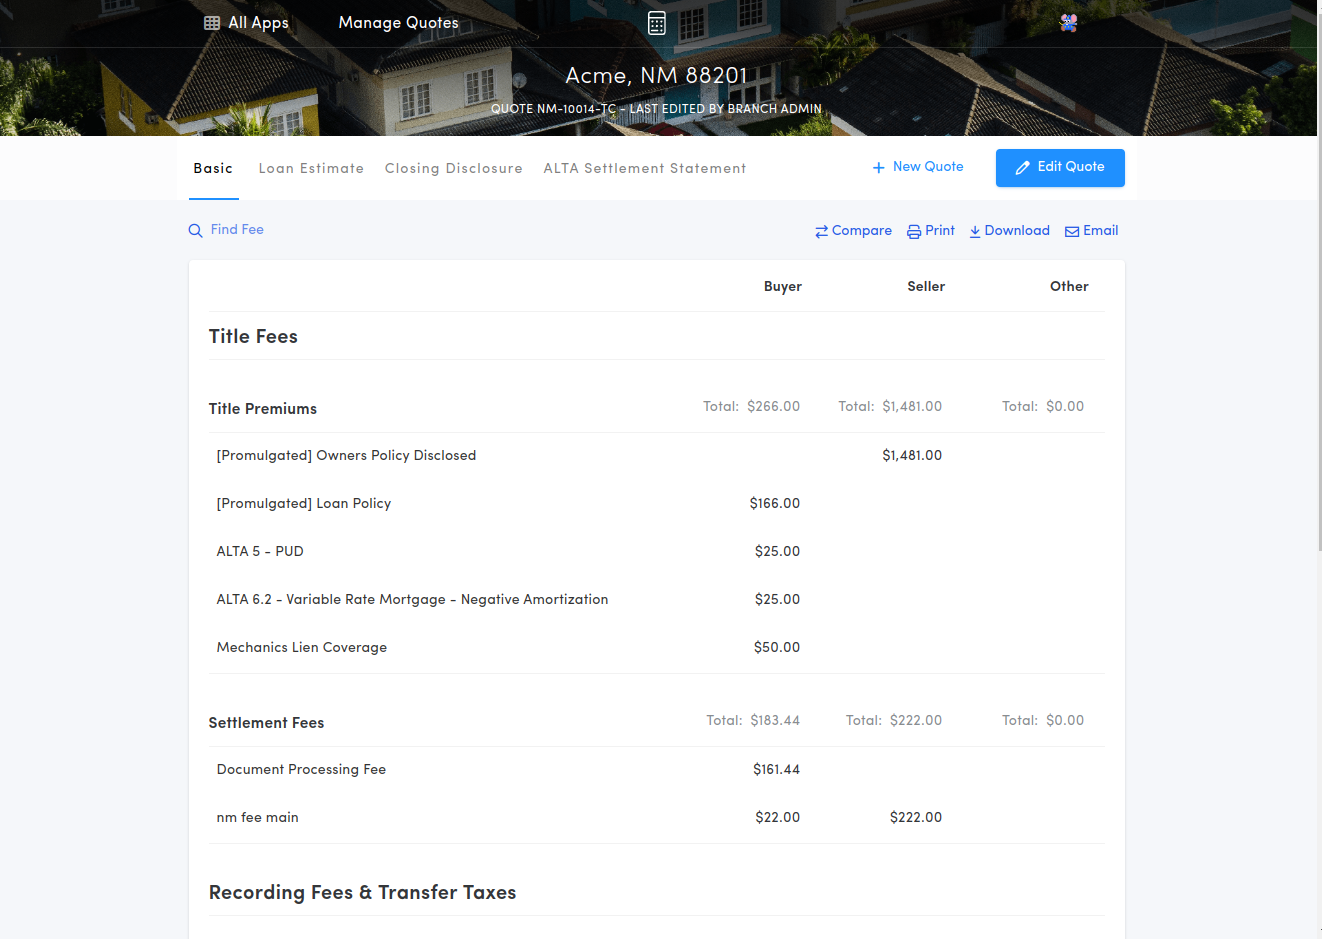 All Apps
Manage Quotes
Acme, NM 88201
QUOTE NM-10014-TC - LAST EDITED BY BRANCH ADMIN
Basic
Loan Estimate
Closing Disclosure
ALTA Settlement Statement
New Quote
Edit Quote
Find Fee
Compare
Print
Download
Email
Buyer Seller Other
Title Fees
Title Premiums Total: $266.00 Total: $1,481.00 Total: $0.00
[Promulgated] Owners Policy Disclosed $1,481.00
[Promulgated] Loan Policy $166.00
ALTA 5 - PUD $25.00
ALTA 6.2 - Variable Rate Mortgage - Negative Amortization $25.00
Mechanics Lien Coverage $50.00
Settlement Fees Total: $183.44 Total: $222.00 Total: $0.00
Document Processing Fee $161.44
nm fee main $22.00 $222.00
Recording Fees & Transfer Taxes